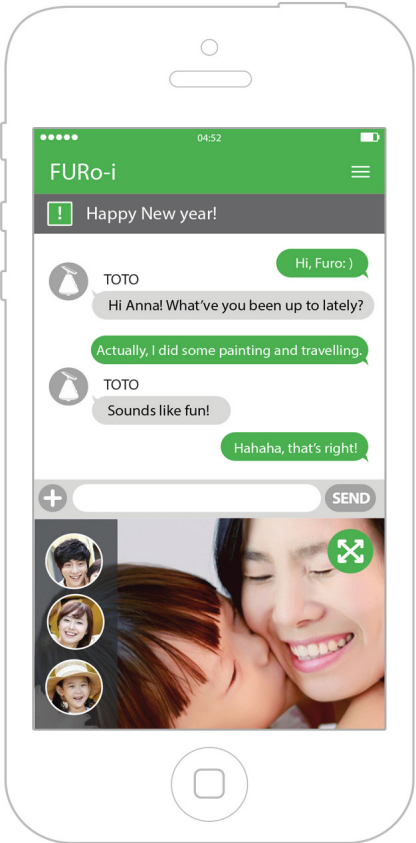 04:52
FURo-i
! Happy New year!
Hi, Furo: )
TOTO
Hi Anna! What've you been up to lately?
Actually, I did some painting and travelling.
TOTO
Sounds like fun!
Hahaha, that's right!
SEND